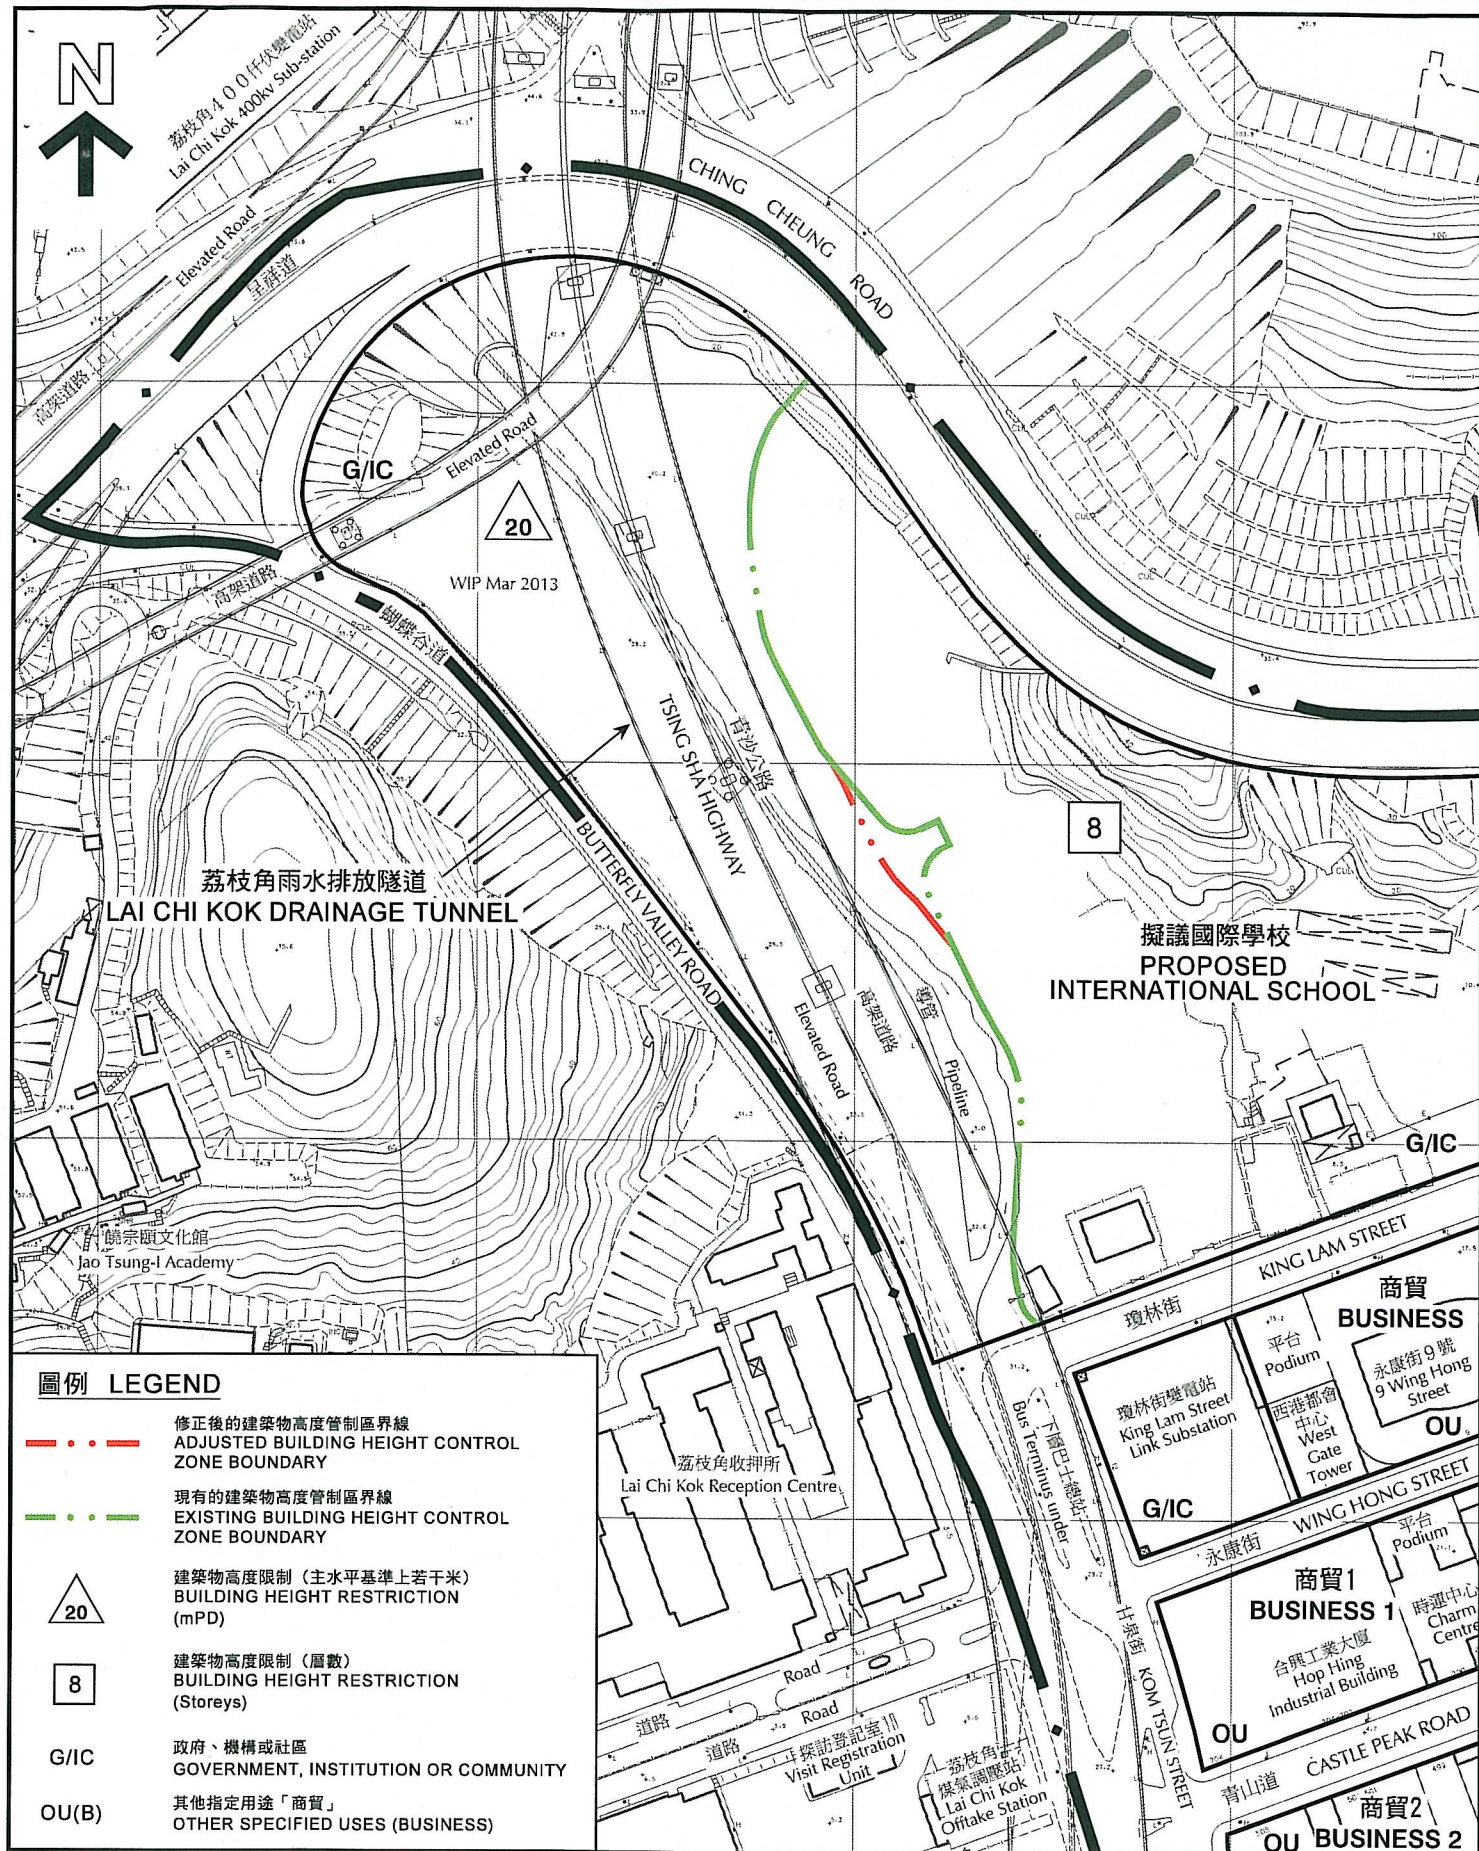 N
荔枝角400仟伏變電站
Lai Chi Kok 400kv Sub-station
CHING CHEUNG ROAD
Elevated Road
呈祥道
高架道路
G/IC
Elevated Road
20
WIP Mar 2013
高架道路
蝴蝶谷道
TSING SHA HIGHWAY
青沙公路
8
BUTTERFLY VALLEY ROAD
荔枝角雨水排放隧道
LAI CHI KOK DRAINAGE TUNNEL
擬議國際學校
PROPOSED
INTERNATIONAL SCHOOL
Elevated Road
高架道路
導管
Pipeline
G/IC
饒宗頤文化館
Jao Tsung-I Academy
KING LAM STREET
瓊林街
商貿
BUSINESS
平台
Podium
永康街9號
9 Wing Hong
Street
瓊林街變電站
King Lam Street
Link Substation
西港都會
中心
West
Gate
Tower
OU
G/IC
WING HONG STREET
永康街
下層巴士總站
Bus Terminus under
荔枝角收押所
Lai Chi Kok Reception Centre
平台
Podium
商貿1
BUSINESS 1
時運中心
Charm
Centre
合興工業大廈
Hop Hing
Industrial Building
OU
甘泉街 KOM TSUN STREET
青山道
CASTLE PEAK ROAD
商貿2
OU BUSINESS 2
Road
道路
Road
道路
探訪登記室
Visit Registration
Unit
荔枝角
煤氣調壓站
Lai Chi Kok
Offtake Station
圖例 LEGEND
修正後的建築物高度管制區界線
ADJUSTED BUILDING HEIGHT CONTROL
ZONE BOUNDARY
現有的建築物高度管制區界線
EXISTING BUILDING HEIGHT CONTROL
ZONE BOUNDARY
20
建築物高度限制（主水平基準上若干米）
BUILDING HEIGHT RESTRICTION
(mPD)
8
建築物高度限制（層數）
BUILDING HEIGHT RESTRICTION
(Storeys)
G/IC
政府、機構或社區
GOVERNMENT, INSTITUTION OR COMMUNITY
OU(B)
其他指定用途「商貿」
OTHER SPECIFIED USES (BUSINESS)